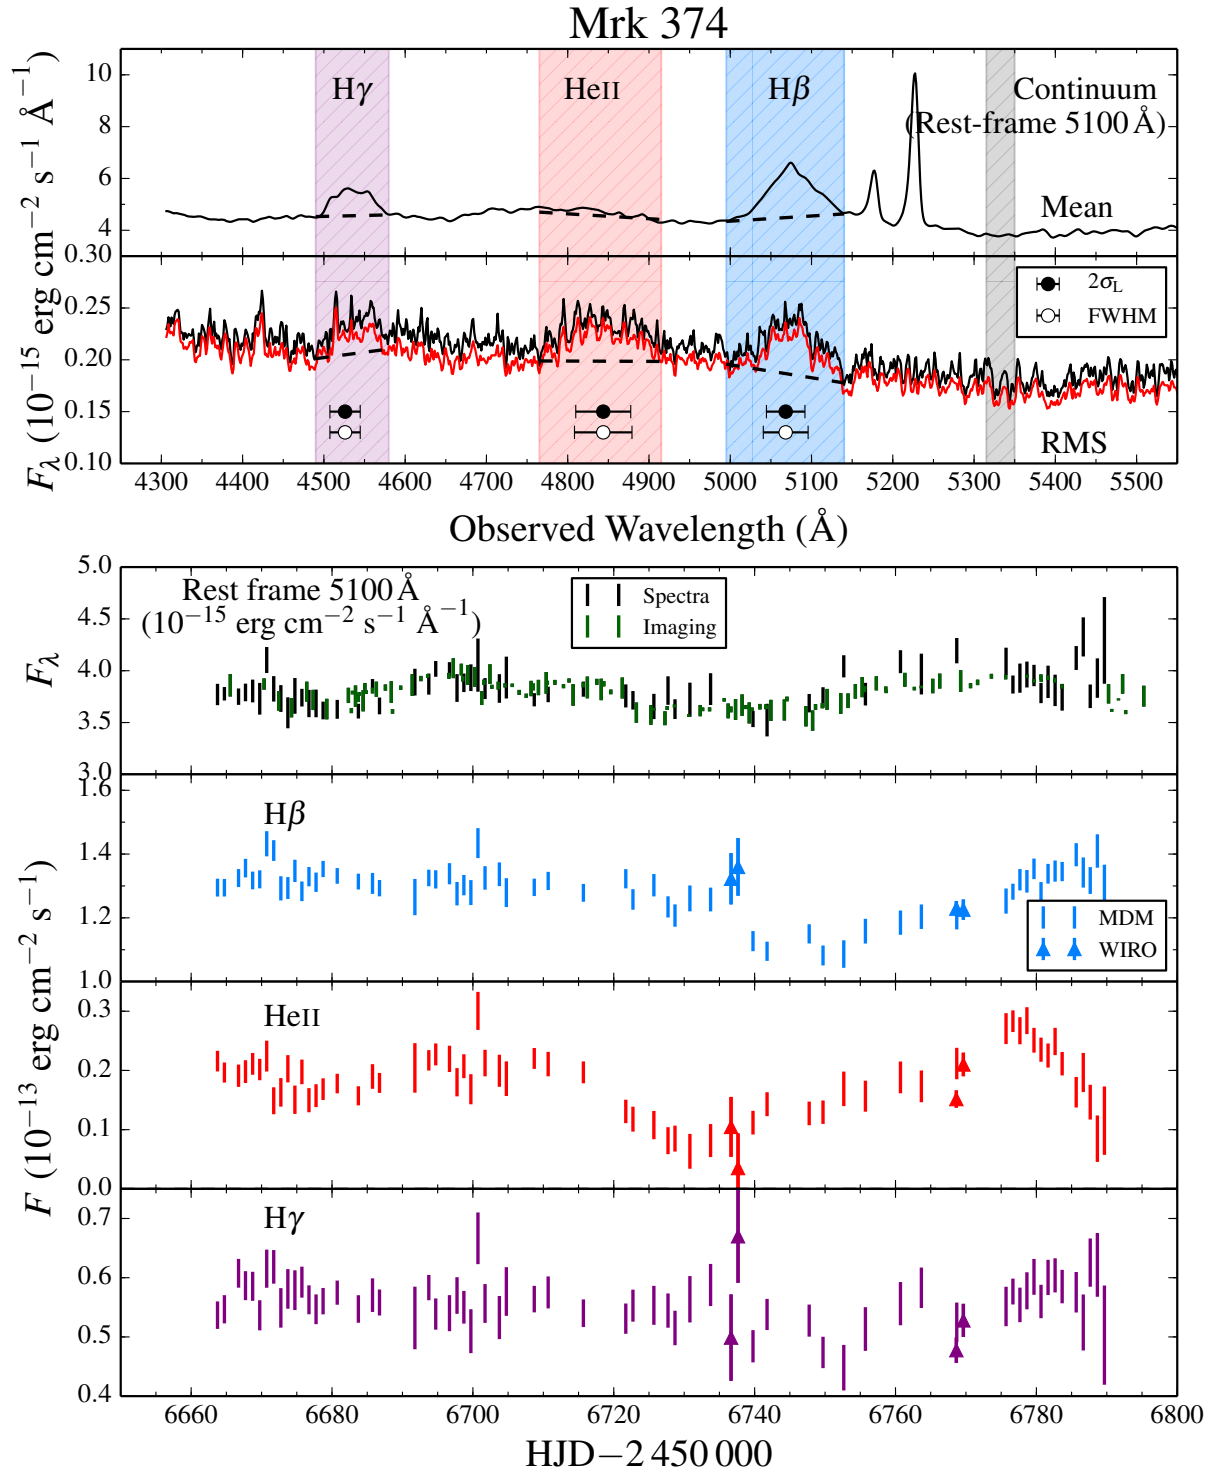 Mrk 374
Hγ
HeII
Hβ
Continuum
(Rest-frame 5100 Å)
Mean
10
8
6
4
0.30
0.25
0.20
0.15
0.10
2σL
FWHM
RMS
Fλ (10−15 erg cm−2 s−1 Å−1)
4300 4400 4500 4600 4700 4800 4900 5000 5100 5200 5300 5400 5500
Observed Wavelength (Å)
Rest frame 5100 Å
(10−15 erg cm−2 s−1 Å−1)
Spectra
Imaging
Fλ
5.0
4.5
4.0
3.5
3.0
Hβ
1.6
1.4
1.2
1.0
MDM
WIRO
HeII
0.3
0.2
0.1
0.0
F (10−13 erg cm−2 s−1)
Hγ
0.7
0.6
0.5
0.4
6660 6680 6700 6720 6740 6760 6780 6800
HJD−2 450 000